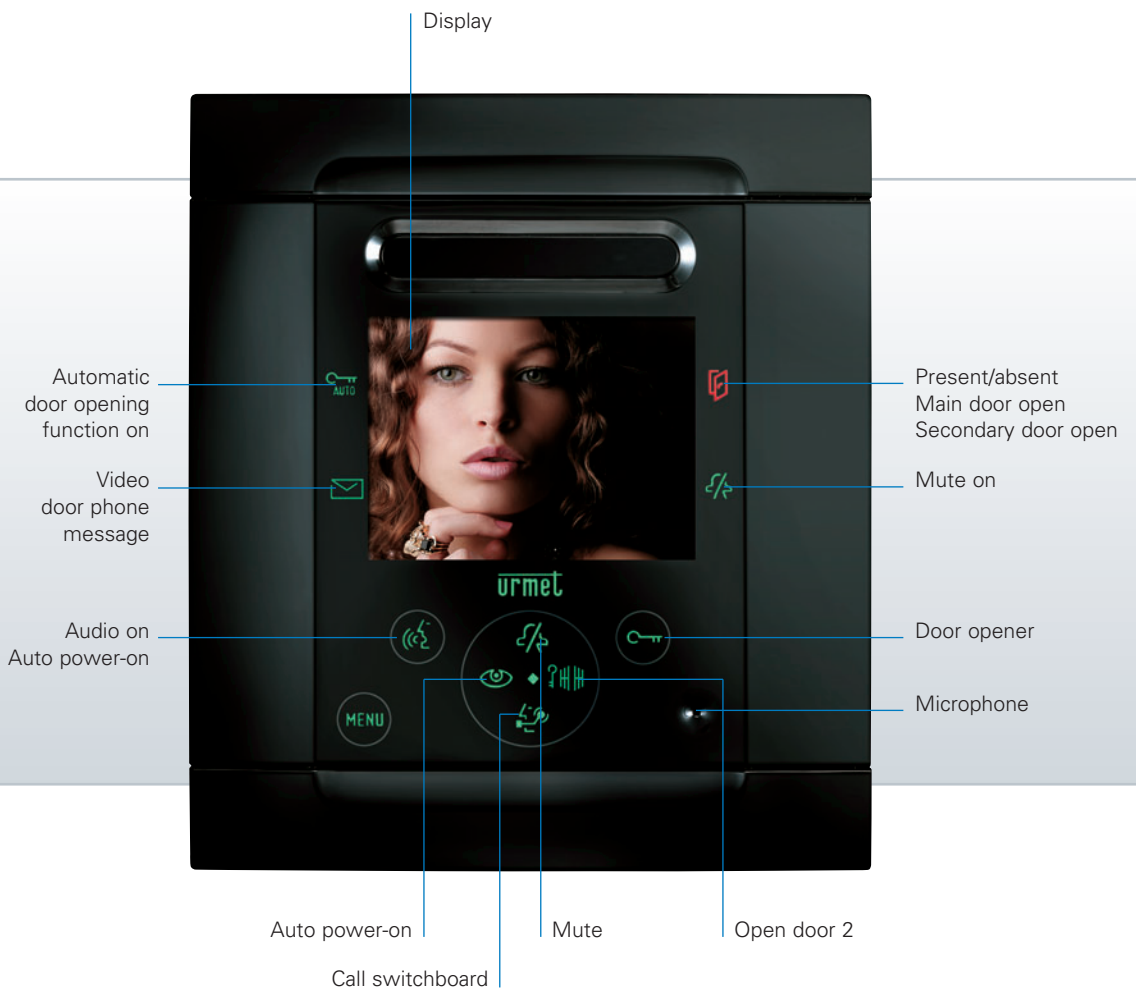 Display
Automatic
door opening
function on
AUTO
Present/absent
Main door open
Secondary door open
Video
door phone
message
Mute on
urmet
Audio on
Auto power-on
Door opener
MENU
Microphone
Auto power-on
Mute
Open door 2
Call switchboard